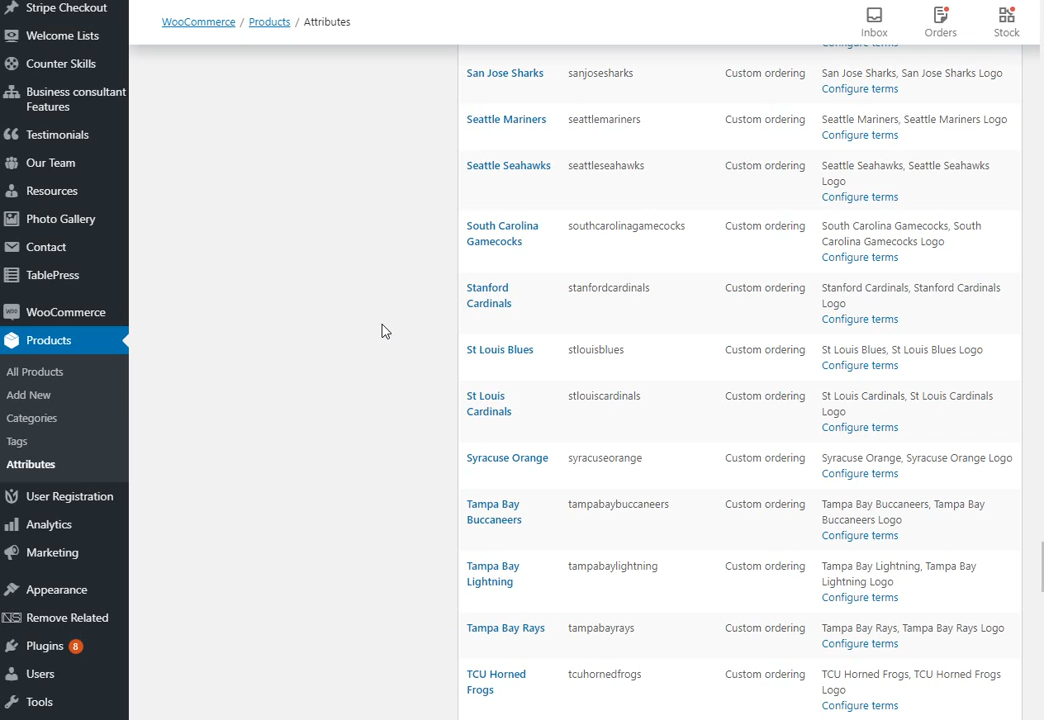 Stripe Checkout
Welcome Lists
Counter Skills
Business consultant
Features
Testimonials
Our Team
Resources
Photo Gallery
Contact
TablePress
WooCommerce
Products
All Products
Add New
Categories
Tags
Attributes
User Registration
Analytics
Marketing
Appearance
Remove Related
Plugins 8
Users
Tools
WooCommerce / Products / Attributes
Inbox
Orders
Stock
Configure terms
San Jose Sharks sanjosesharks Custom ordering San Jose Sharks, San Jose Sharks Logo
Configure terms
Seattle Mariners seattlemariners Custom ordering Seattle Mariners, Seattle Mariners Logo
Configure terms
Seattle Seahawks seattleseahawks Custom ordering Seattle Seahawks, Seattle Seahawks
Logo
Configure terms
South Carolina southcarolinagamecocks Custom ordering South Carolina Gamecocks, South
Gamecocks Carolina Gamecocks Logo
Configure terms
Stanford stanfordcardinals Custom ordering Stanford Cardinals, Stanford Cardinals
Cardinals Logo
Configure terms
St Louis Blues stlouisblues Custom ordering St Louis Blues, St Louis Blues Logo
Configure terms
St Louis stlouiscardinals Custom ordering St Louis Cardinals, St Louis Cardinals
Cardinals Logo
Configure terms
Syracuse Orange syracuseorange Custom ordering Syracuse Orange, Syracuse Orange Logo
Configure terms
Tampa Bay tampabaybuccaneers Custom ordering Tampa Bay Buccaneers, Tampa Bay
Buccaneers Buccaneers Logo
Configure terms
Tampa Bay tampabaylightning Custom ordering Tampa Bay Lightning, Tampa Bay
Lightning Lightning Logo
Configure terms
Tampa Bay Rays tampabayrays Custom ordering Tampa Bay Rays, Tampa Bay Rays Logo
Configure terms
TCU Horned tcuhornedfrogs Custom ordering TCU Horned Frogs, TCU Horned Frogs
Frogs Logo
Configure terms